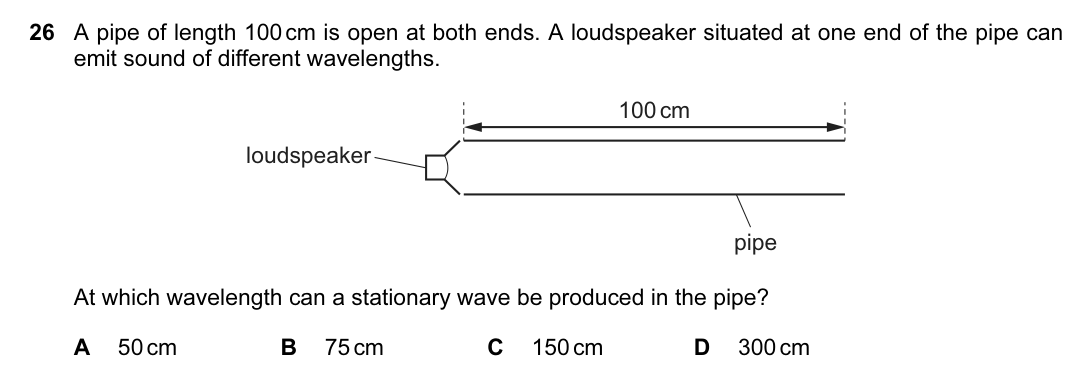 26 A pipe of length 100 cm is open at both ends. A loudspeaker situated at one end of the pipe can
emit sound of different wavelengths.
100 cm
loudspeaker
pipe
At which wavelength can a stationary wave be produced in the pipe?
A 50 cm B 75 cm C 150 cm D 300 cm